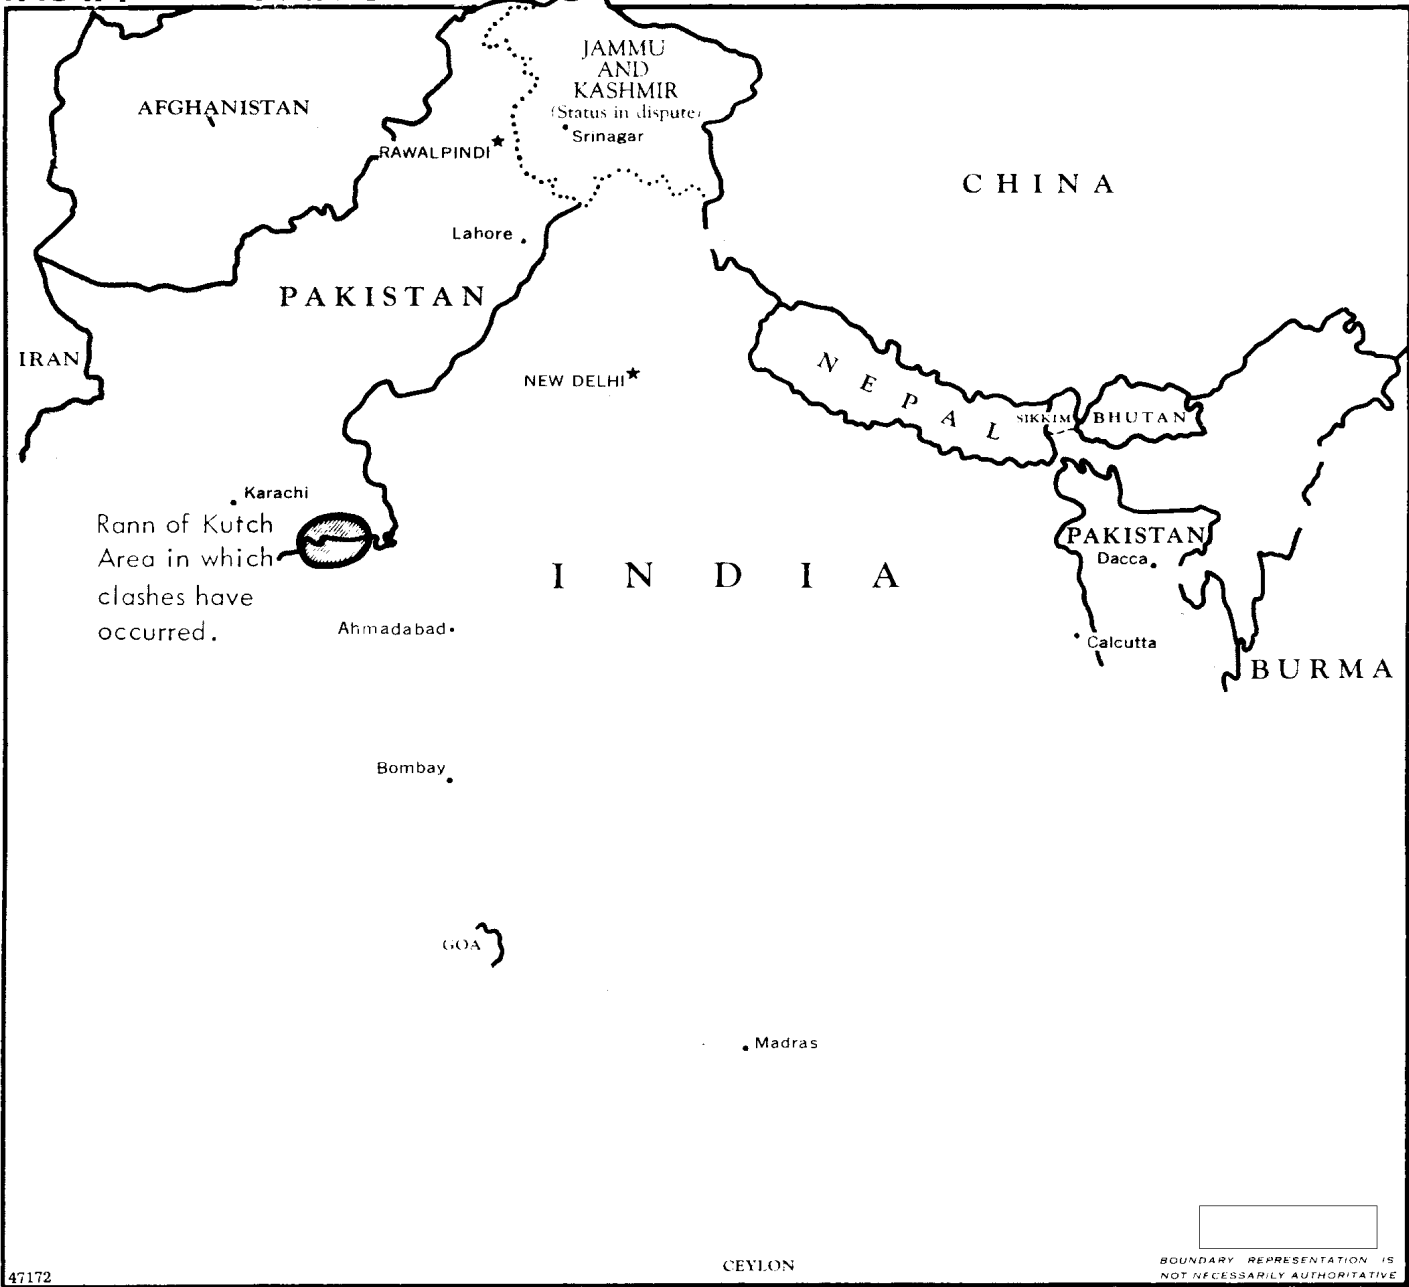 JAMMU
AND
KASHMIR
(Status in dispute)
Srinagar
AFGHANISTAN
RAWALPINDI
CHINA
Lahore
PAKISTAN
IRAN
NEW DELHI
NEPAL
SIKKIM
BHUTAN
Karachi
Rann of Kutch
Area in which
clashes have
occurred.
PAKISTAN
Dacca
INDIA
Ahmadabad
Calcutta
BURMA
Bombay
GOA
Madras
CEYLON
BOUNDARY REPRESENTATION IS
NOT NECESSARILY AUTHORITATIVE
47172